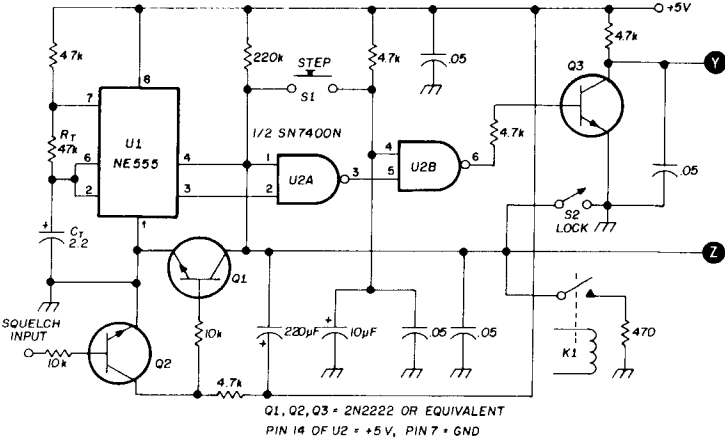 +5V
4.7k
220k
4.7k
.05
4.7k
STEP
S1
Q3
Y
8
7
U1
NE555
R_T
47k
6
2
4
3
1
1/2 SN7400N
1
2
U2A
3
4
5
U2B
6
4.7k
.05
S2
LOCK
Z
+
C_T
2.2
Q1
SQUELCH
INPUT
10k
Q2
10k
4.7k
220µF
+
+
10µF
.05
.05
K1
470
Q1, Q2, Q3 = 2N2222 OR EQUIVALENT
PIN 14 OF U2 = +5V, PIN 7 = GND